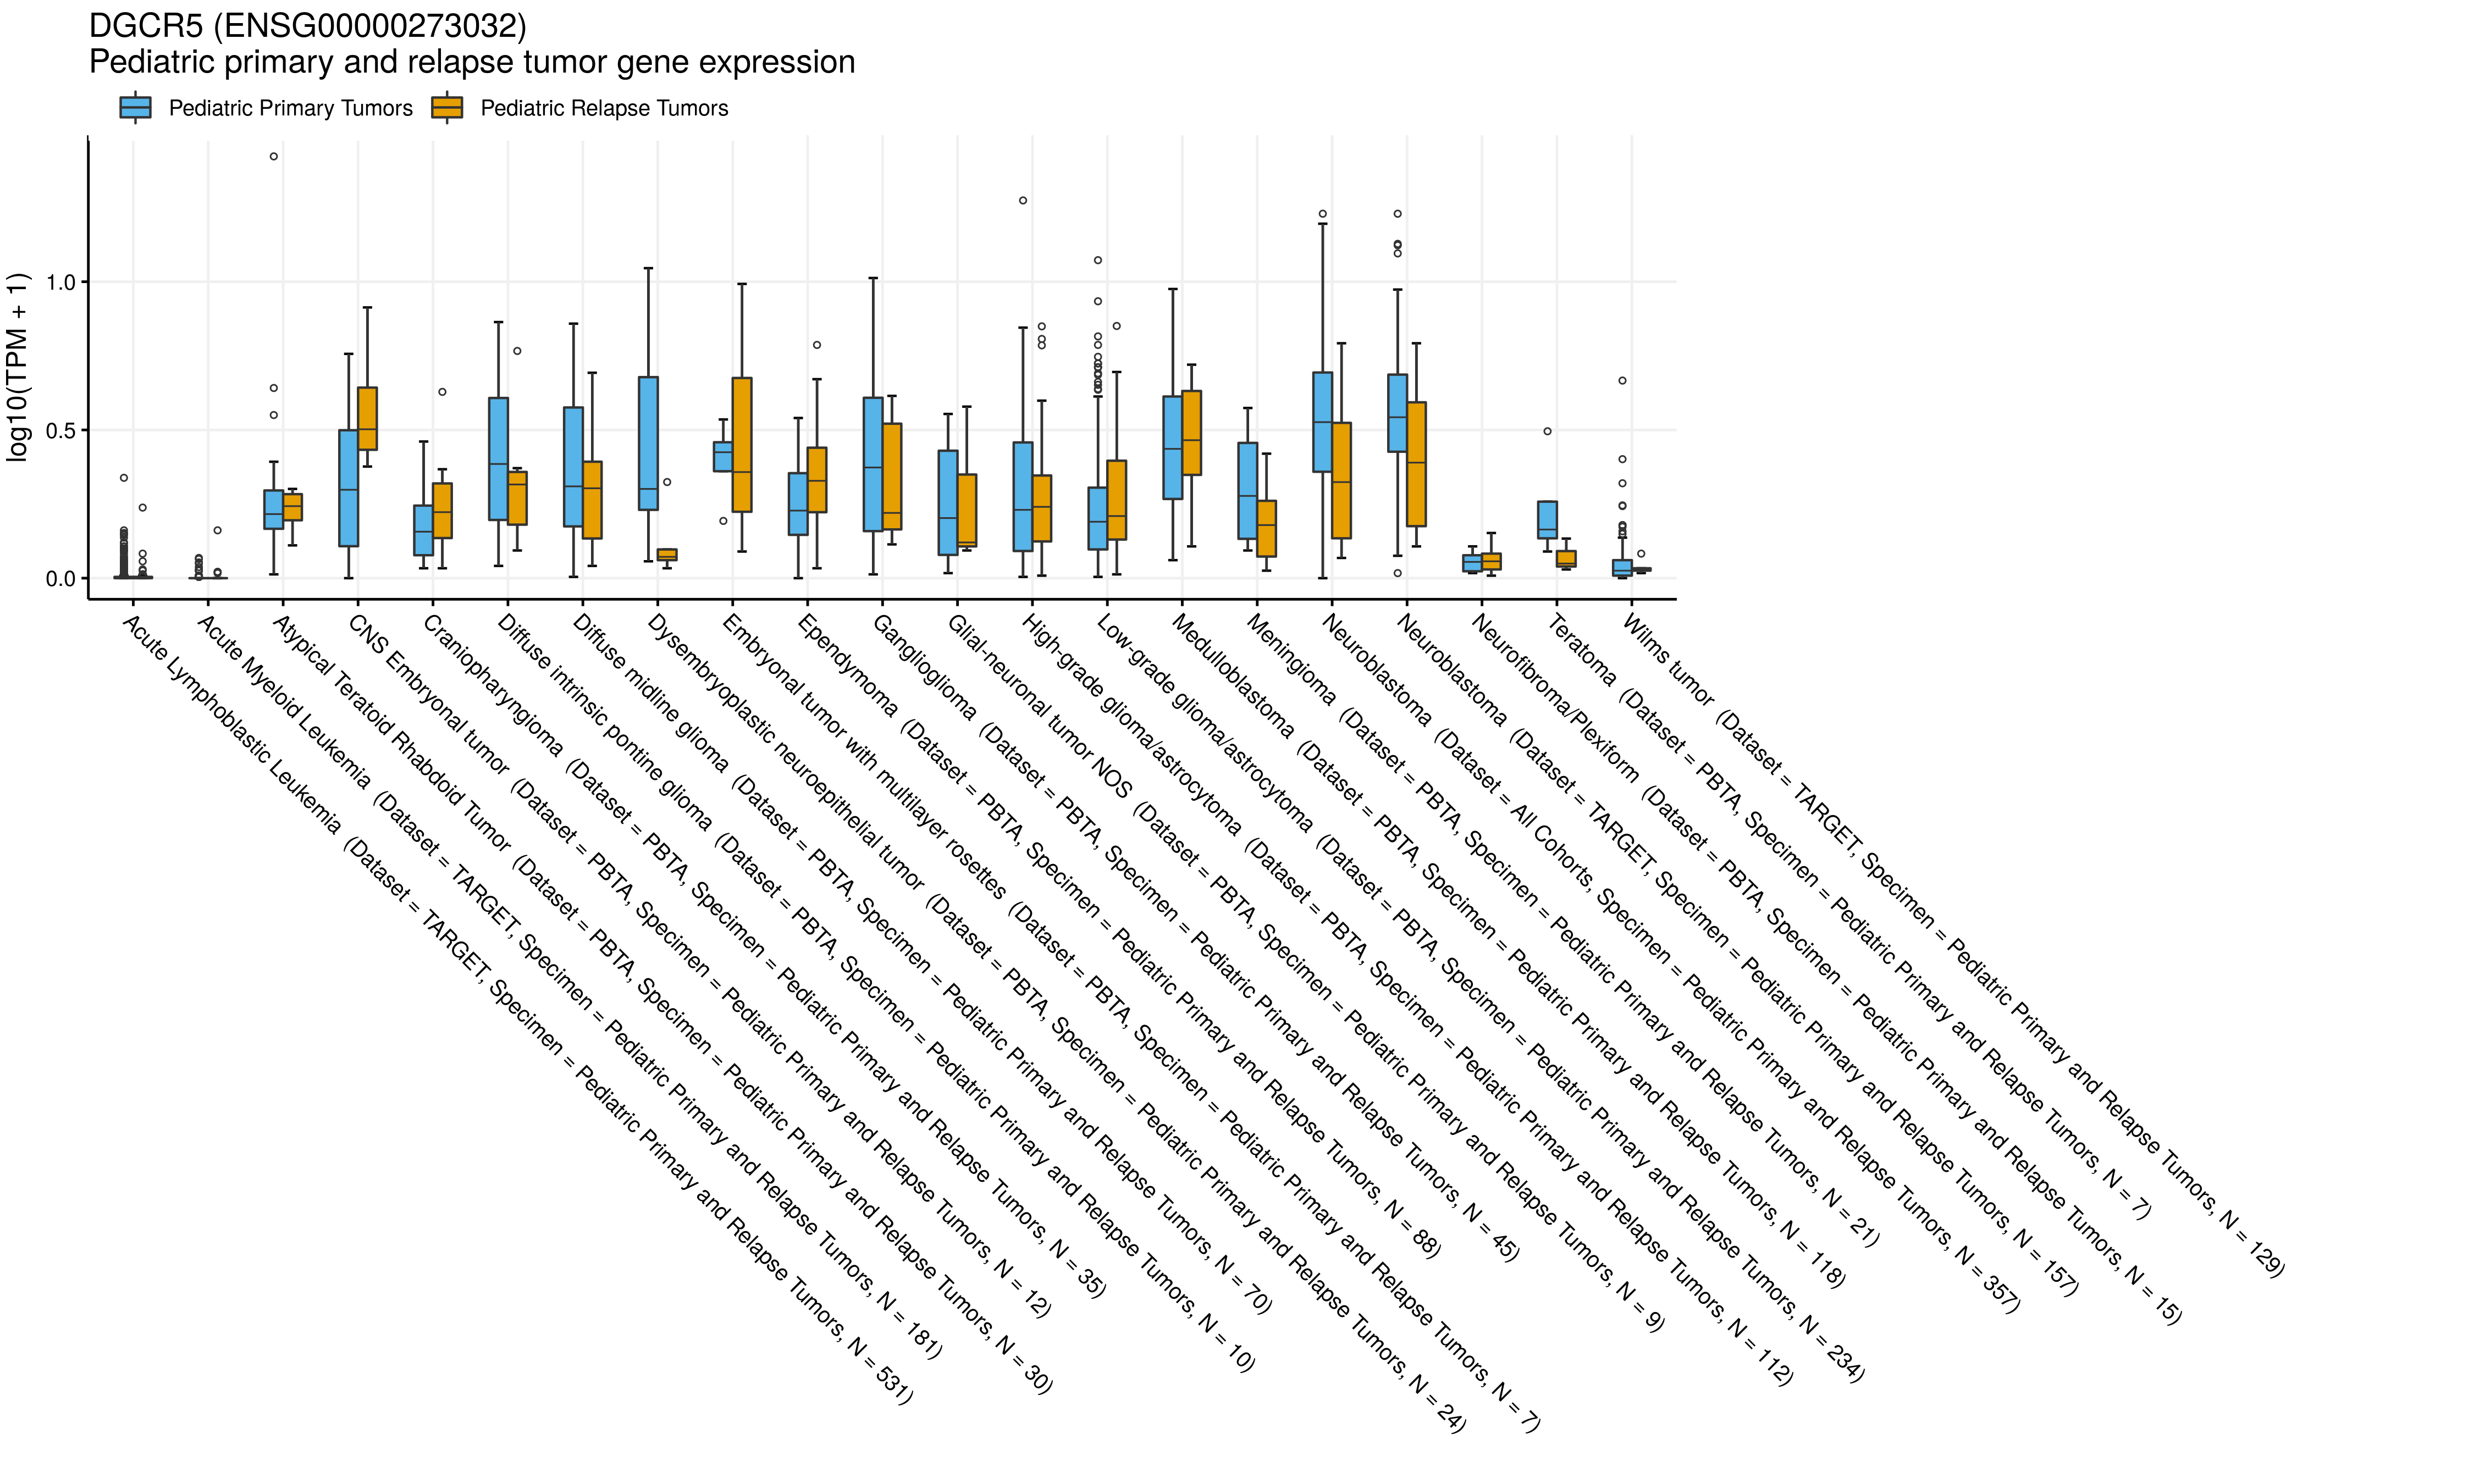 DGCR5 (ENSG00000273032)
Pediatric primary and relapse tumor gene expression
Pediatric Primary Tumors
Pediatric Relapse Tumors
log10(TPM + 1)
1.0
0.5
0.0
Acute Lymphoblastic Leukemia (Dataset = TARGET, Specimen = Pediatric Primary and Relapse Tumors, N = 531)
Acute Myeloid Leukemia (Dataset = TARGET, Specimen = Pediatric Primary and Relapse Tumors, N = 181)
Atypical Teratoid Rhabdoid Tumor (Dataset = PBTA, Specimen = Pediatric Primary and Relapse Tumors, N = 30)
CNS Embryonal tumor (Dataset = PBTA, Specimen = Pediatric Primary and Relapse Tumors, N = 12)
Craniopharyngioma (Dataset = PBTA, Specimen = Pediatric Primary and Relapse Tumors, N = 35)
Diffuse intrinsic pontine glioma (Dataset = PBTA, Specimen = Pediatric Primary and Relapse Tumors, N = 10)
Diffuse midline glioma (Dataset = PBTA, Specimen = Pediatric Primary and Relapse Tumors, N = 70)
Dysembryoplastic neuroepithelial tumor (Dataset = PBTA, Specimen = Pediatric Primary and Relapse Tumors, N = 24)
Embryonal tumor with multilayer rosettes (Dataset = PBTA, Specimen = Pediatric Primary and Relapse Tumors, N = 7)
Ependymoma (Dataset = PBTA, Specimen = Pediatric Primary and Relapse Tumors, N = 88)
Ganglioglioma (Dataset = PBTA, Specimen = Pediatric Primary and Relapse Tumors, N = 45)
Glial-neuronal tumor NOS (Dataset = PBTA, Specimen = Pediatric Primary and Relapse Tumors, N = 9)
High-grade glioma/astrocytoma (Dataset = PBTA, Specimen = Pediatric Primary and Relapse Tumors, N = 112)
Low-grade glioma/astrocytoma (Dataset = PBTA, Specimen = Pediatric Primary and Relapse Tumors, N = 234)
Medulloblastoma (Dataset = PBTA, Specimen = Pediatric Primary and Relapse Tumors, N = 118)
Meningioma (Dataset = PBTA, Specimen = Pediatric Primary and Relapse Tumors, N = 21)
Neuroblastoma (Dataset = All Cohorts, Specimen = Pediatric Primary and Relapse Tumors, N = 357)
Neuroblastoma (Dataset = TARGET, Specimen = Pediatric Primary and Relapse Tumors, N = 157)
Neurofibroma/Plexiform (Dataset = PBTA, Specimen = Pediatric Primary and Relapse Tumors, N = 15)
Teratoma (Dataset = PBTA, Specimen = Pediatric Primary and Relapse Tumors, N = 7)
Wilms tumor (Dataset = TARGET, Specimen = Pediatric Primary and Relapse Tumors, N = 129)